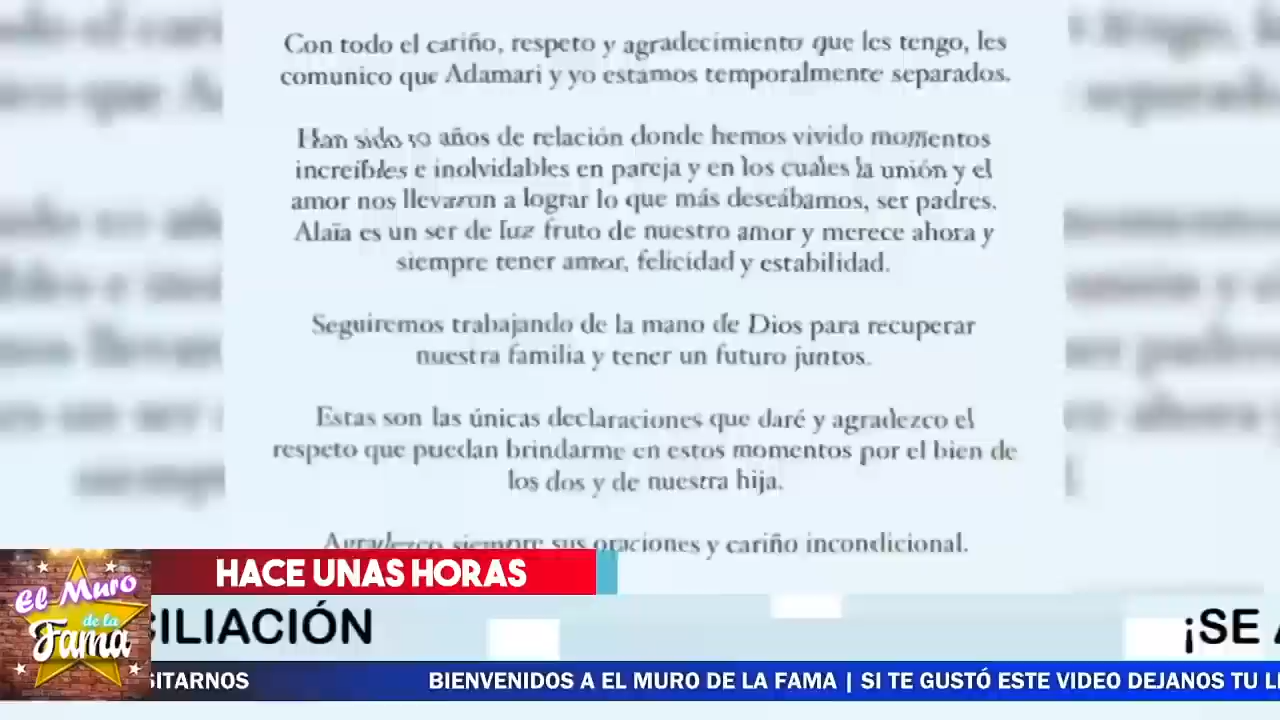 Con todo el cariño, respeto y agradecimiento que les tengo, les
comunico que Adamari y yo estamos temporalmente separados.
Han sido 10 años de relación donde hemos vivido momentos
increíbles e inolvidables en pareja y en los cuales la unión y el
amor nos llevaron a lograr lo que más deseábamos, ser padres.
Alaïa es un ser de luz fruto de nuestro amor y merece ahora y
siempre tener amor, felicidad y estabilidad.
Seguiremos trabajando de la mano de Dios para recuperar
nuestra familia y tener un futuro juntos.
Estas son las únicas declaraciones que daré y agradezco el
respeto que puedan brindarme en estos momentos por el bien de
los dos y de nuestra hija.
Agradezco siempre sus oraciones y cariño incondicional.
HACE UNAS HORAS
El Muro
de la
Fama
CILIACIÓN ¡SE A
SITARNOS BIENVENIDOS A EL MURO DE LA FAMA | SI TE GUSTÓ ESTE VIDEO DEJANOS TU LI